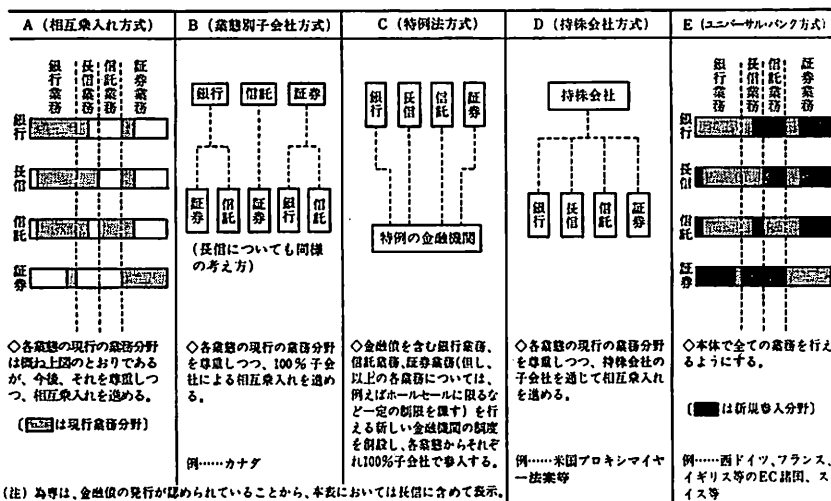 A(相互乗入れ方式)
銀行業務
長信業務
信託業務
証券業務
銀行
長信
信託
証券
◇各業態の現行の業務分野
は概ね上図のとおりである
が、今後、それを尊重しつ
つ、相互乗入れを進める。
〔は現行業務分野〕
B(業態別子会社方式)
銀行
信託
証券
証券
信託
証券
銀行
信託
(長信についても同様
の考え方)
◇各業態の現行の業務分野
を尊重しつつ、100%子会
社による相互乗入れを進め
る。
例……カナダ
C(特例法方式)
銀行
長信
信託
証券
特例の金融機関
◇金融債を含む銀行業務、
信託業務、証券業務(但し、
以上の各業務については、
例えばホールセールに限るな
ど一定の制限を課す)を行
える新しい金融機関の制度
を創設し、各業態からそれぞ
れ100%子会社で参入する。
D(持株会社方式)
持株会社
銀行
長信
信託
証券
◇各業態の現行の業務分野
を尊重しつつ、持株会社の
子会社を通じて相互乗入れ
を進める。
例……米国プロキシマイヤ
ー法案等
E(ユニバーサル・バンク方式)
銀行業務
長信業務
信託業務
証券業務
銀行
長信
信託
証券
◇本体で全ての業務を行え
るようにする。
〔は新規参入分野〕
例……西ドイツ、フランス、
イギリス等のEC諸国、ス
イス等
(注) 為専は、金融債の発行が認められていることから、本表においては長信に含めて表示。